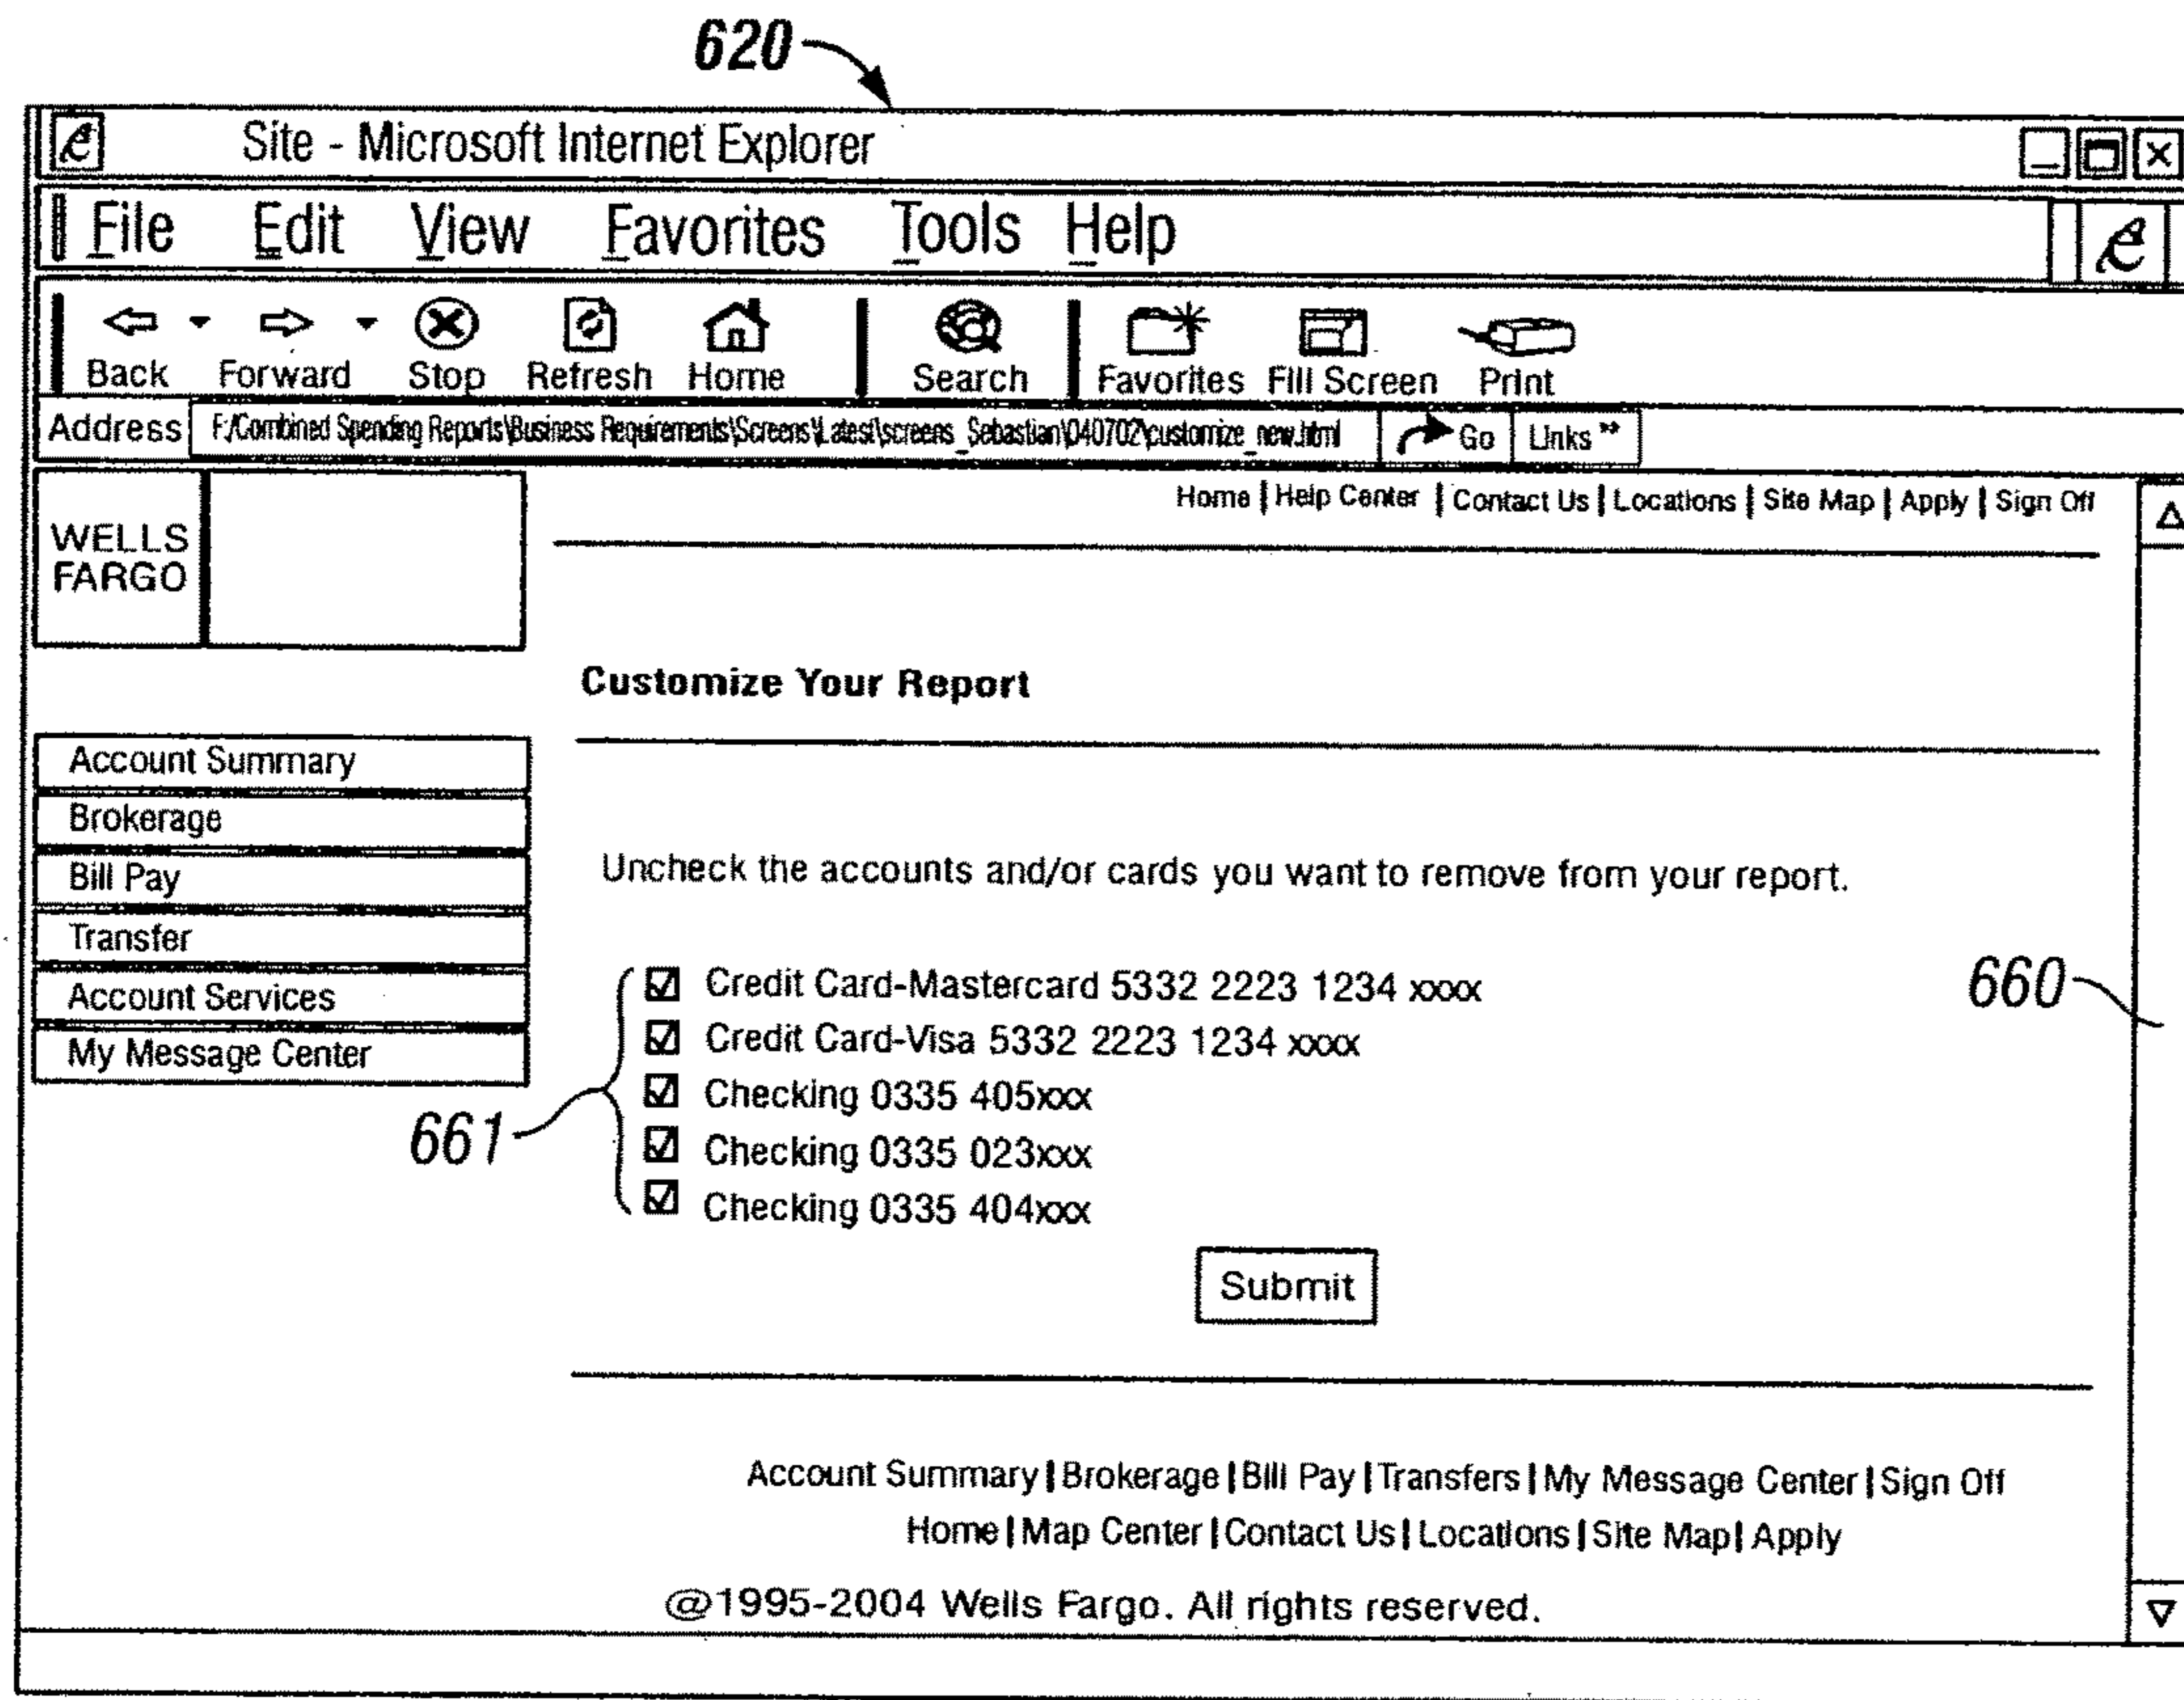 620
Site - Microsoft Internet Explorer
File Edit View Favorites Tools Help
Back Forward Stop Refresh Home Search Favorites Fill Screen Print
Address F:/Combined Spending Reports\Business Requirements\Screens\Latest\screens_Sebastian\040702\customize_new.html Go Links
Home | Help Center | Contact Us | Locations | Site Map | Apply | Sign Off
WELLS
FARGO
Customize Your Report
Account Summary
Brokerage
Bill Pay
Transfer
Account Services
My Message Center
Uncheck the accounts and/or cards you want to remove from your report.
Credit Card-Mastercard 5332 2223 1234 xxxx
Credit Card-Visa 5332 2223 1234 xxxx
Checking 0335 405xxx
Checking 0335 023xxx
Checking 0335 404xxx
660
661
Submit
Account Summary | Brokerage | Bill Pay | Transfers | My Message Center | Sign Off
Home | Map Center | Contact Us | Locations | Site Map | Apply
@1995-2004 Wells Fargo. All rights reserved.